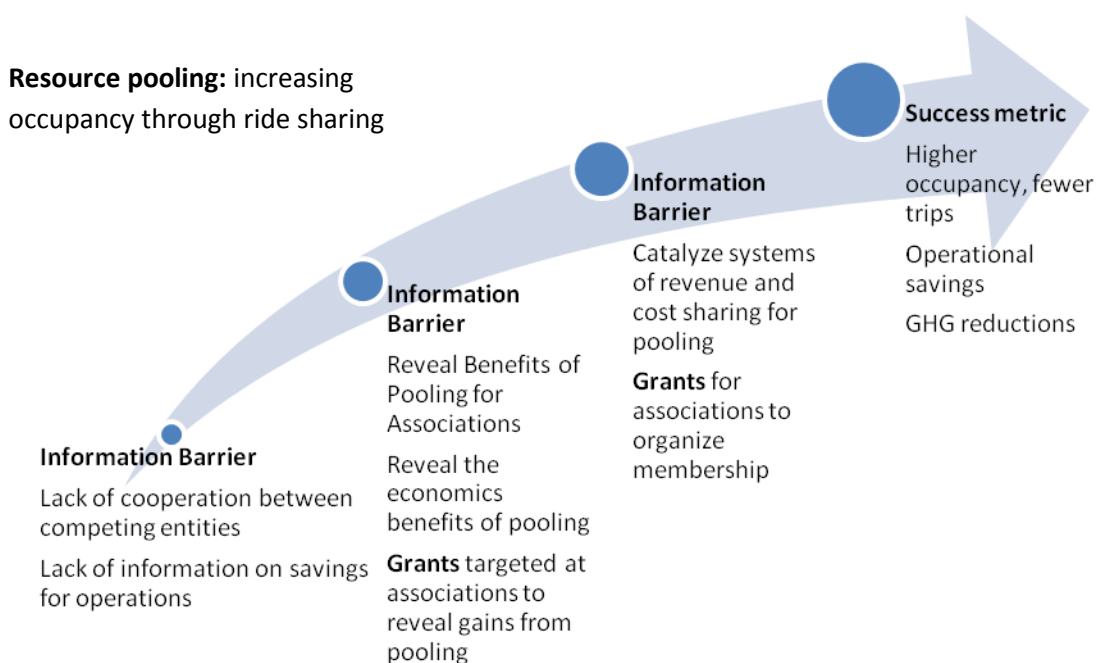 Resource pooling: increasing
occupancy through ride sharing
Information Barrier
Lack of cooperation between
competing entities
Lack of information on savings
for operations
Information
Barrier
Reveal Benefits of
Pooling for
Associations
Reveal the
economics
benefits of pooling
Grants targeted at
associations to
reveal gains from
pooling
Information
Barrier
Catalyze systems
of revenue and
cost sharing for
pooling
Grants for
associations to
organize
membership
Success metric
Higher
occupancy, fewer
trips
Operational
savings
GHG reductions